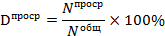 Dпроср = Nпроср / Nобщ × 100%